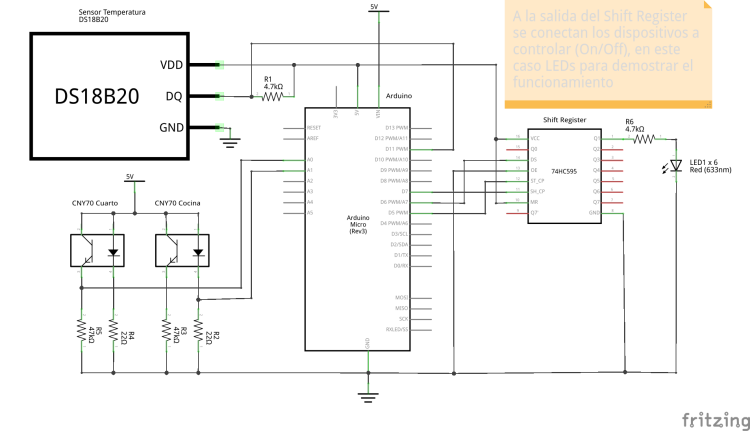 Sensor Temperatura
DS18B20
DS18B20
VDD
DQ
GND
R1
4.7kΩ
5V
A la salida del Shift Register
se conectan los dispositivos a
controlar (On/Off), en este
caso LEDs para demostrar el
funcionamiento
Arduino
3V3
5V
VIN
RESET
AREF
A0
A1
A2
A3
A4
A5
D13 PWM
D12 PWM/A11
D11 PWM
D10 PWM/A10
D9 PWM/A9
D8 PWM/A8
D7
D6 PWM/A7
D5 PWM
D4 PWM/A6
D3/SCL
D2/SDA
D1/TX
D0/RX
MOSI
MISO
SCK
RXLED/SS
GND
Arduino
Micro
(Rev3)
Shift Register
74HC595
VCC
Q0
DS
OE
ST_CP
SH_CP
MR
Q7'
Q1
Q2
Q3
Q4
Q5
Q6
Q7
GND
R6
4.7kΩ
LED1 x 6
Red (633nm)
5V
CNY70 Cuarto
CNY70 Cocina
R5
47kΩ
R4
22Ω
R3
47kΩ
R2
22Ω
fritzing